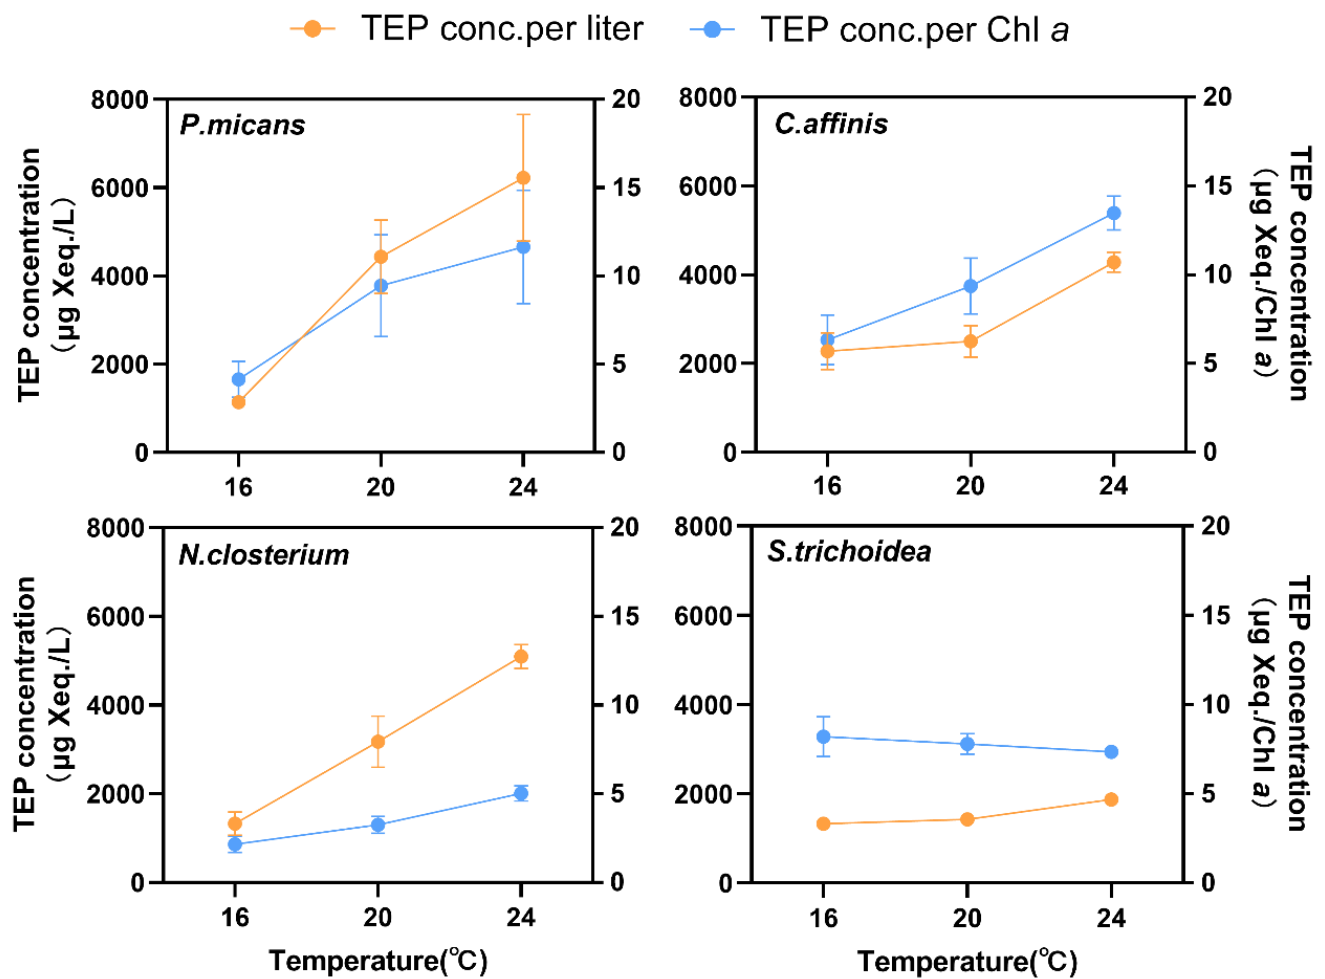 TEP conc.per liter TEP conc.per Chl a
P.micans
8000
6000
4000
2000
0
20
15
10
5
0
16 20 24
TEP concentration
(μg Xeq./L)
C.affinis
8000
6000
4000
2000
0
20
15
10
5
0
16 20 24
TEP concentration
(μg Xeq./Chl a)
N.closterium
8000
6000
4000
2000
0
20
15
10
5
0
16 20 24
TEP concentration
(μg Xeq./L)
Temperature(℃)
S.trichoidea
8000
6000
4000
2000
0
20
15
10
5
0
16 20 24
TEP concentration
(μg Xeq./Chl a)
Temperature(℃)